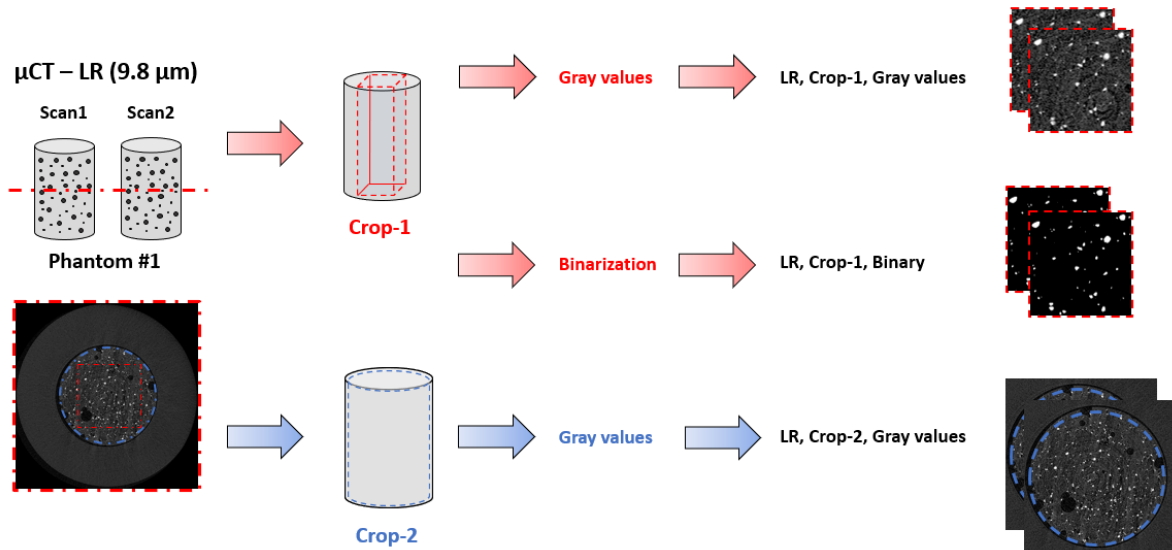 μCT – LR (9.8 μm)
Scan1
Scan2
Phantom #1
Crop-1
Gray values
LR, Crop-1, Gray values
Binarization
LR, Crop-1, Binary
Crop-2
Gray values
LR, Crop-2, Gray values